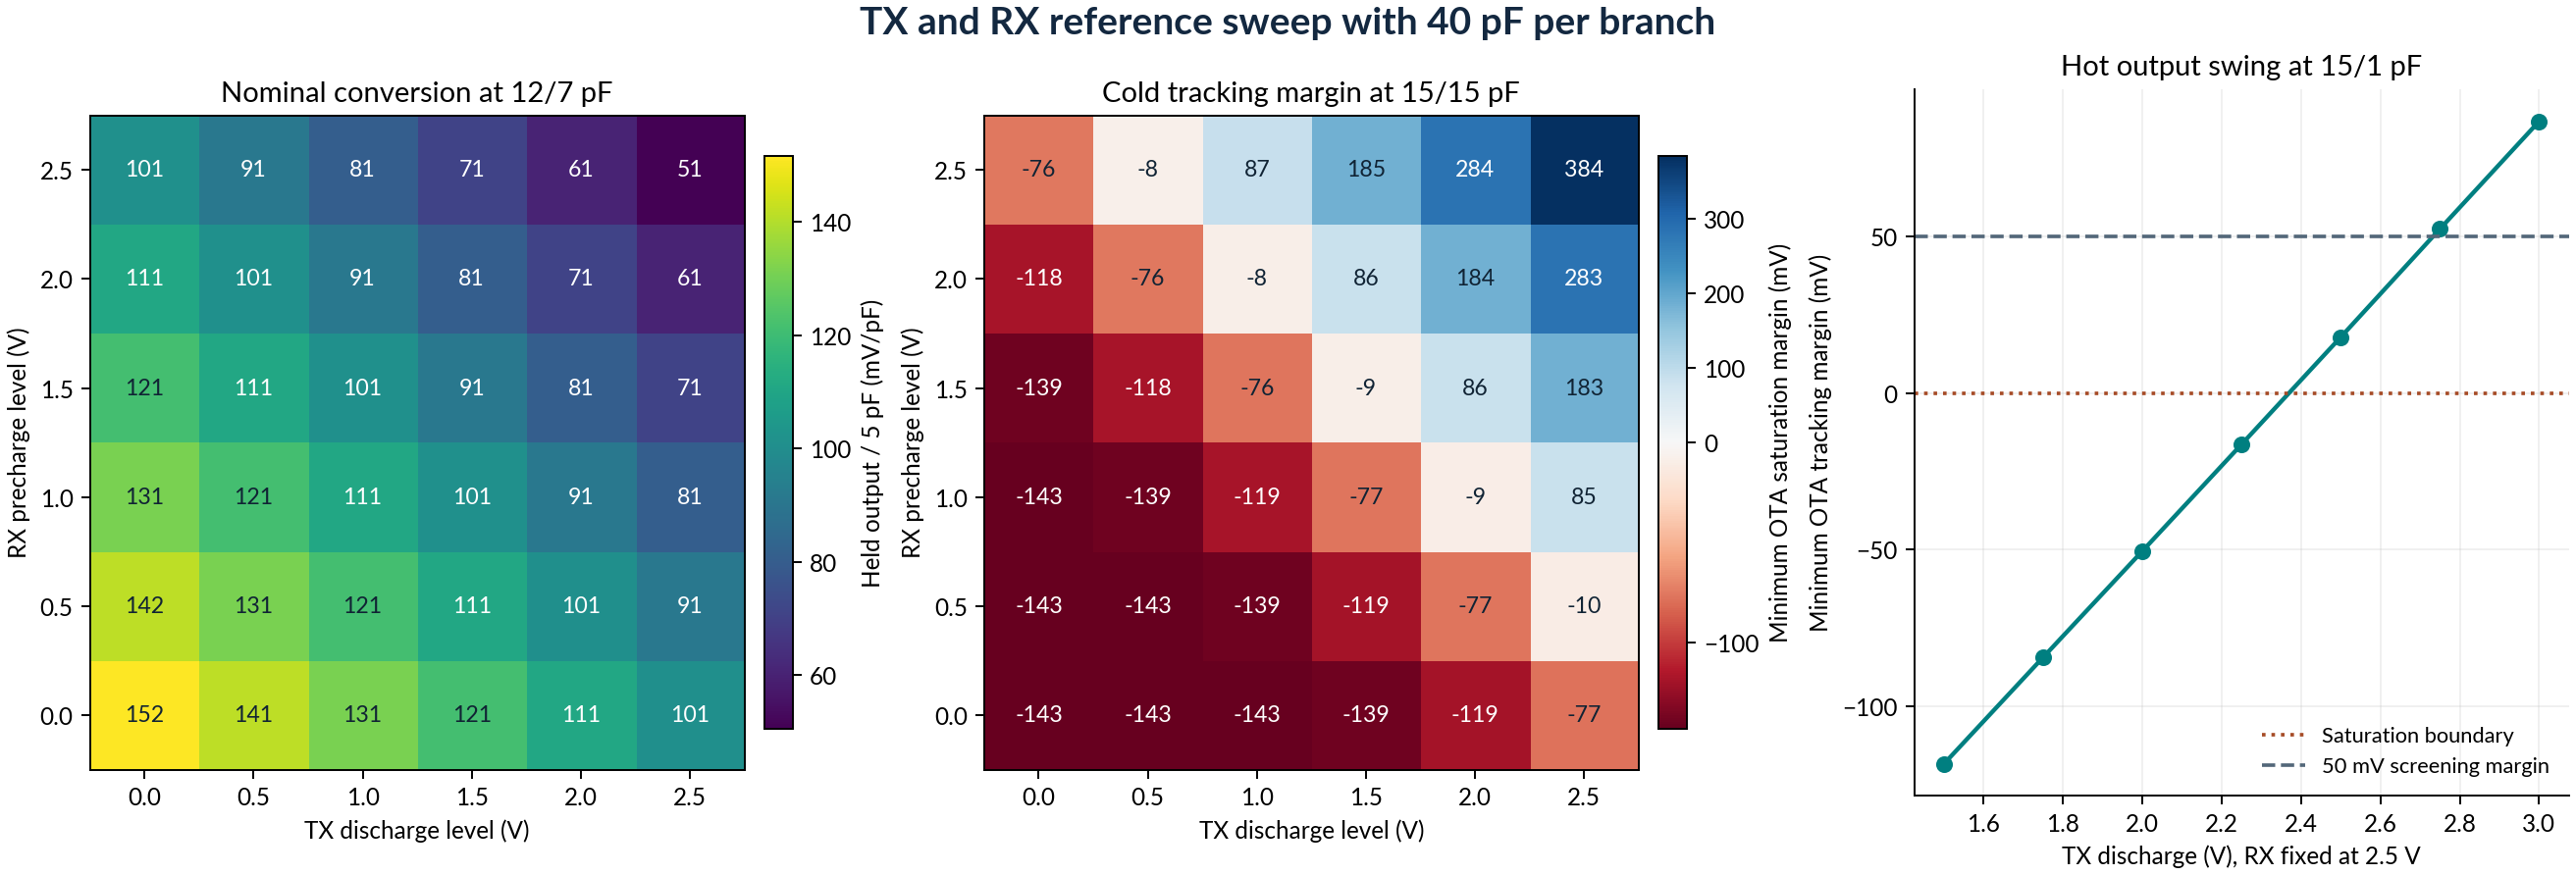 TX and RX reference sweep with 40 pF per branch
Nominal conversion at 12/7 pF
RX precharge level (V)
2.5 101 91 81 71 61 51
2.0 111 101 91 81 71 61
1.5 121 111 101 91 81 71
1.0 131 121 111 101 91 81
0.5 142 131 121 111 101 91
0.0 152 141 131 121 111 101
0.0 0.5 1.0 1.5 2.0 2.5
TX discharge level (V)
140
120
100
80
60
Held output / 5 pF (mV/pF)
Cold tracking margin at 15/15 pF
RX precharge level (V)
2.5 -76 -8 87 185 284 384
2.0 -118 -76 -8 86 184 283
1.5 -139 -118 -76 -9 86 183
1.0 -143 -139 -119 -77 -9 85
0.5 -143 -143 -139 -119 -77 -10
0.0 -143 -143 -143 -139 -119 -77
0.0 0.5 1.0 1.5 2.0 2.5
TX discharge level (V)
300
200
100
0
−100
Minimum OTA saturation margin (mV)
Hot output swing at 15/1 pF
Minimum OTA tracking margin (mV)
50
0
−50
−100
Saturation boundary
50 mV screening margin
1.6 1.8 2.0 2.2 2.4 2.6 2.8 3.0
TX discharge (V), RX fixed at 2.5 V